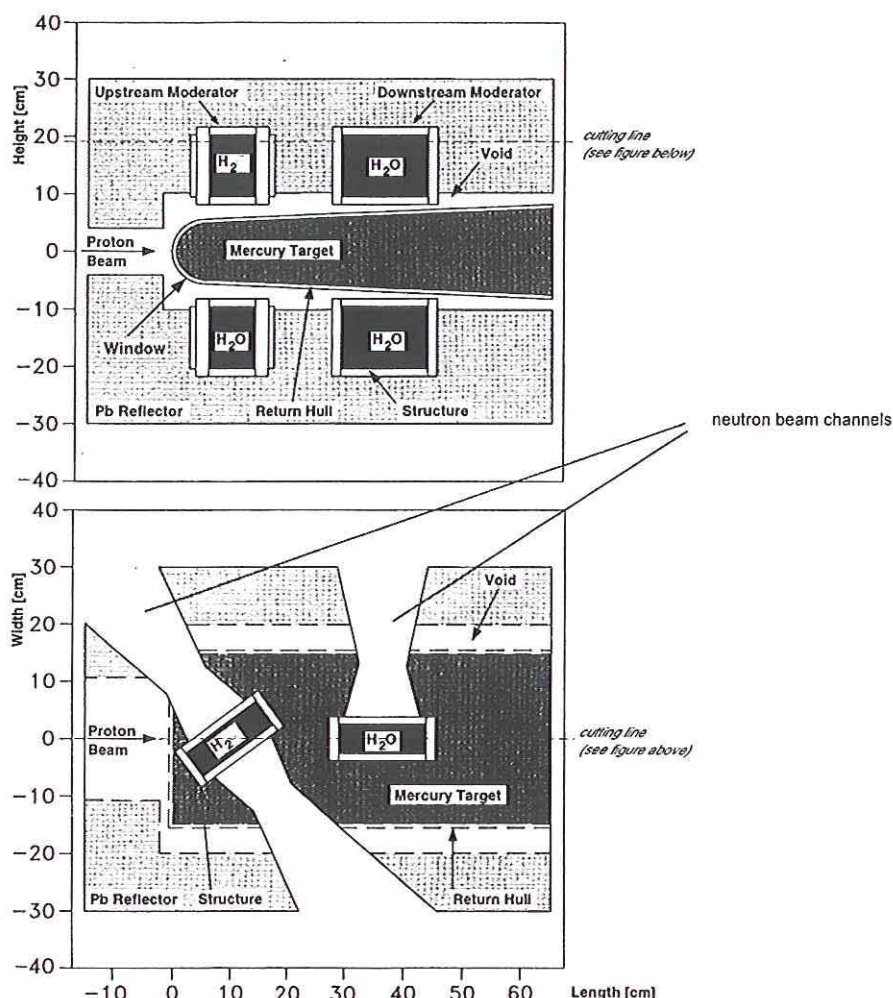 40
30
20
10
0
−10
−20
−30
−40
Height [cm]
Upstream Moderator
Downstream Moderator
cutting line
(see figure below)
H2
H2O
Void
Proton
Beam
Mercury Target
Window
H2O
H2O
Pb Reflector
Return Hull
Structure
neutron beam channels
40
30
20
10
0
−10
−20
−30
−40
Width [cm]
Void
Proton
Beam
H2
H2O
cutting line
(see figure above)
Mercury Target
Pb Reflector
Structure
Return Hull
−10 0 10 20 30 40 50 60 Length [cm]